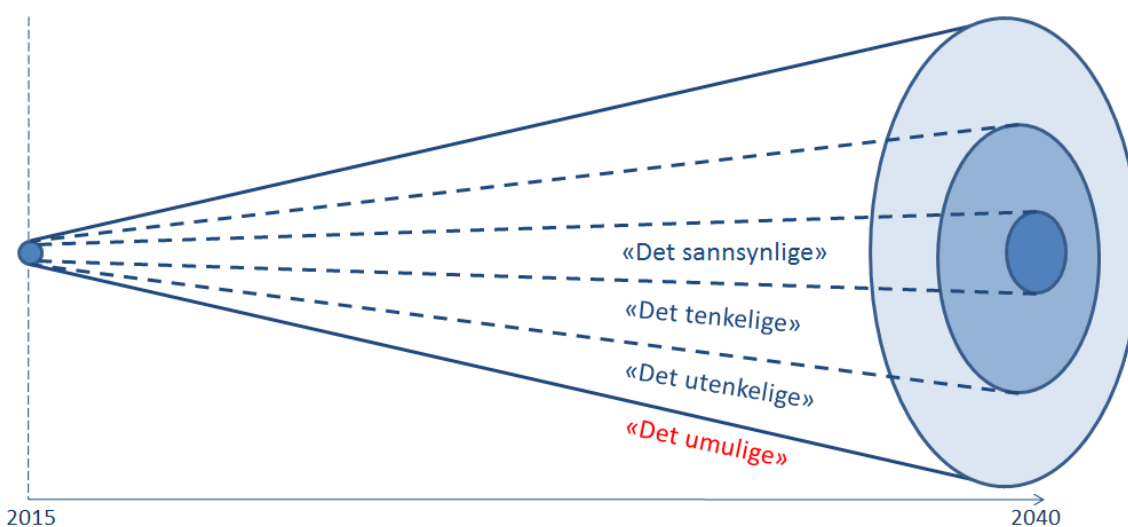 «Det sannsynlige»
«Det tenkelige»
«Det utenkelige»
«Det umulige»
2015
2040